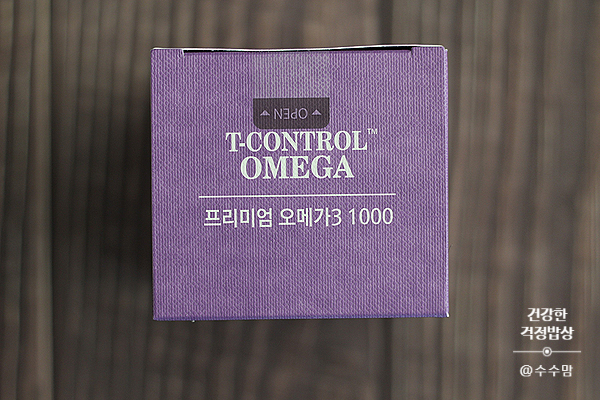 ◀ OPEN ▶
T-CONTROL™
OMEGA
프리미엄 오메가3 1000
건강한
걱정밥상
@수수맘